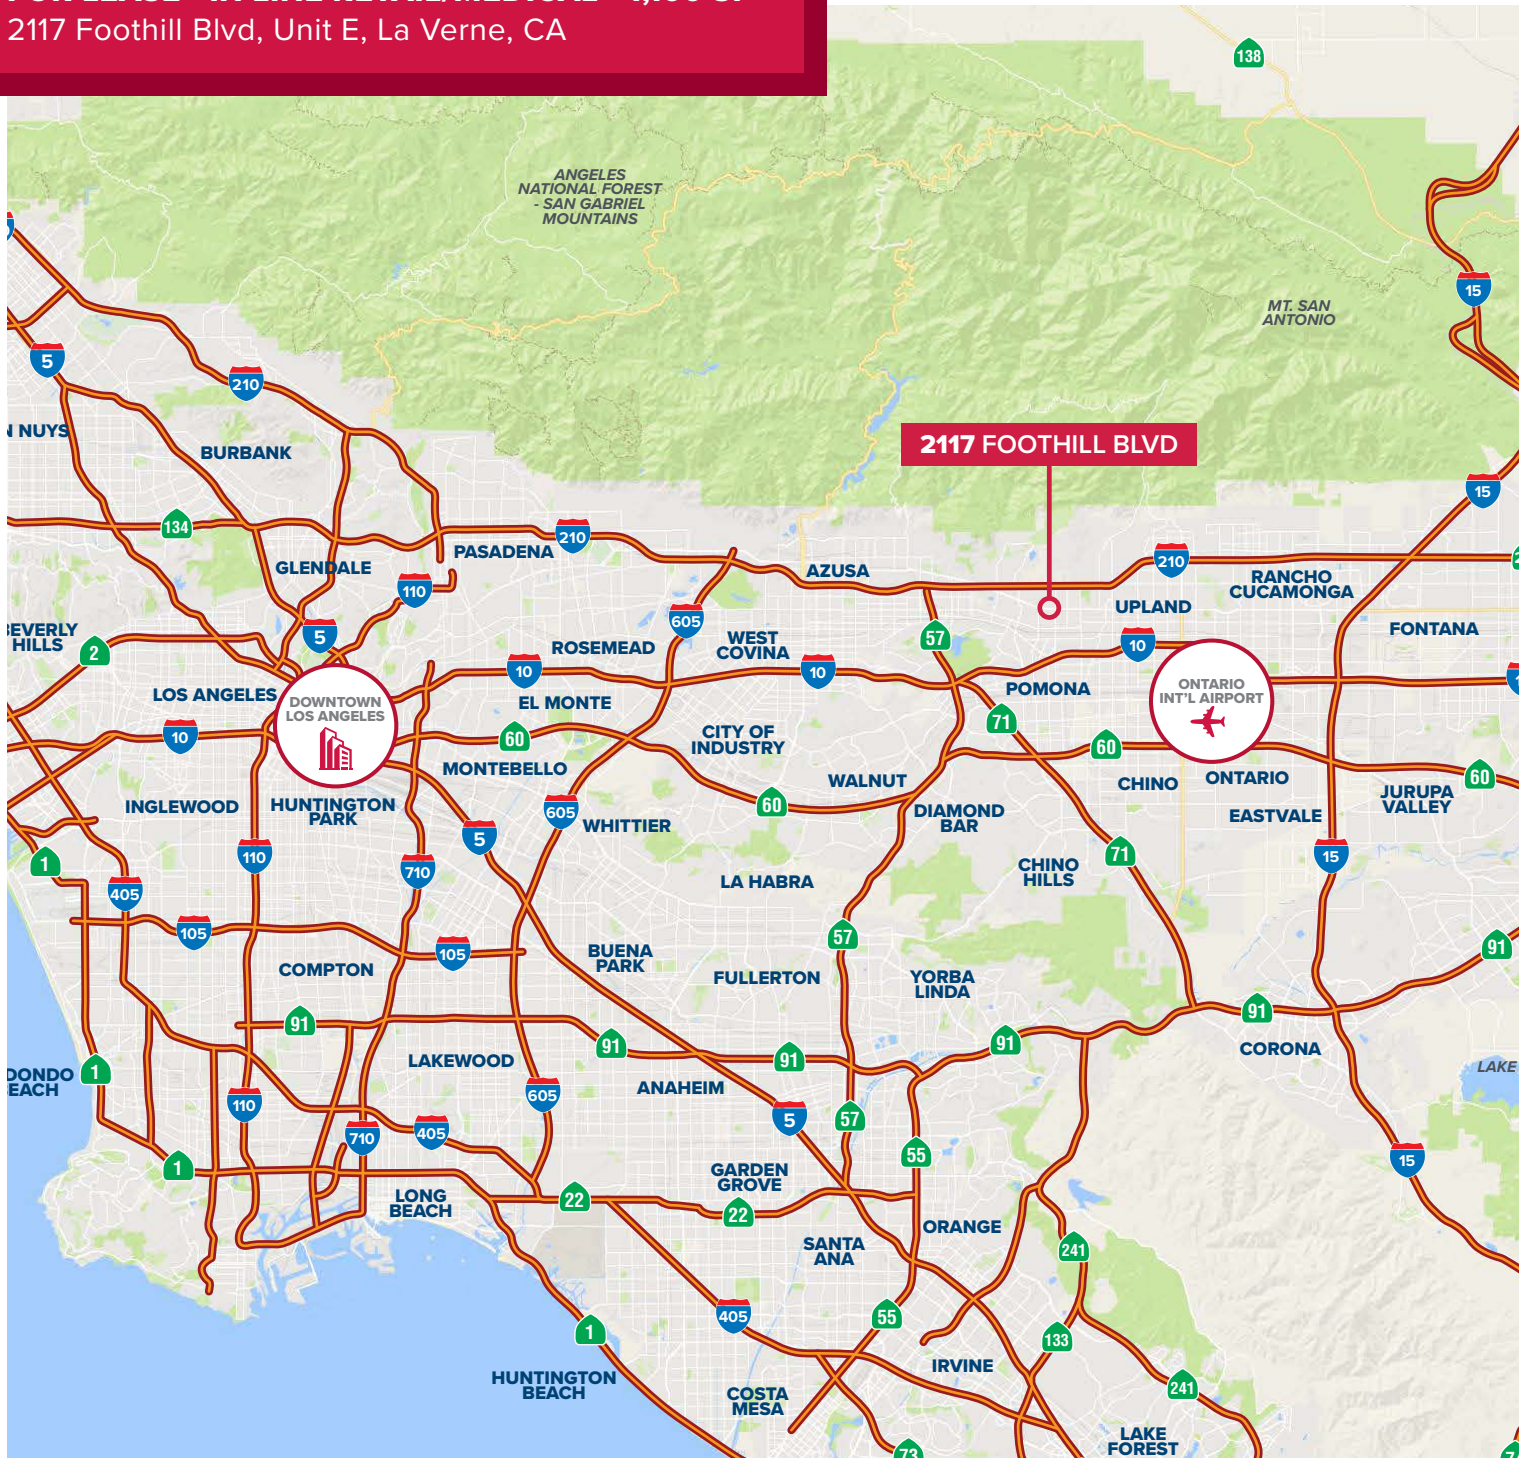 2117 Foothill Blvd, Unit E, La Verne, CA
138
ANGELES
NATIONAL FOREST
- SAN GABRIEL
MOUNTAINS
15
MT. SAN
ANTONIO
5
210
NUYS
BURBANK
2117 FOOTHILL BLVD
15
134
PASADENA
210
GLENDALE
AZUSA
210
RANCHO
CUCAMONGA
110
UPLAND
605
5
57
BEVERLY
HILLS
2
ROSEMEAD
WEST
COVINA
10
FONTANA
10
10
LOS ANGELES
EL MONTE
POMONA
DOWNTOWN
LOS ANGELES
ONTARIO
INT'L AIRPORT
71
10
60
CITY OF
INDUSTRY
60
MONTEBELLO
WALNUT
CHINO
ONTARIO
60
JURUPA
VALLEY
INGLEWOOD
HUNTINGTON
PARK
605
WHITTIER
60
DIAMOND
BAR
EASTVALE
5
1
110
710
71
15
CHINO
HILLS
LA HABRA
405
105
57
91
105
BUENA
PARK
COMPTON
FULLERTON
YORBA
LINDA
91
91
91
91
91
CORONA
LAKEWOOD
LAKE
DONDO
EACH
1
ANAHEIM
605
110
5
57
710
405
55
15
1
GARDEN
GROVE
LONG
BEACH
22
22
ORANGE
SANTA
ANA
241
405
55
1
133
IRVINE
HUNTINGTON
BEACH
241
COSTA
MESA
LAKE
FOREST
73